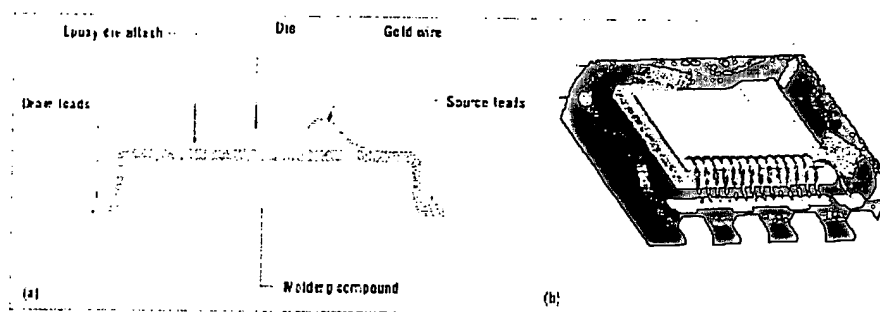 Epoxy die attach
Die
Gold wire
Drain leads
Source leads
Molding compound
(a)
(b)